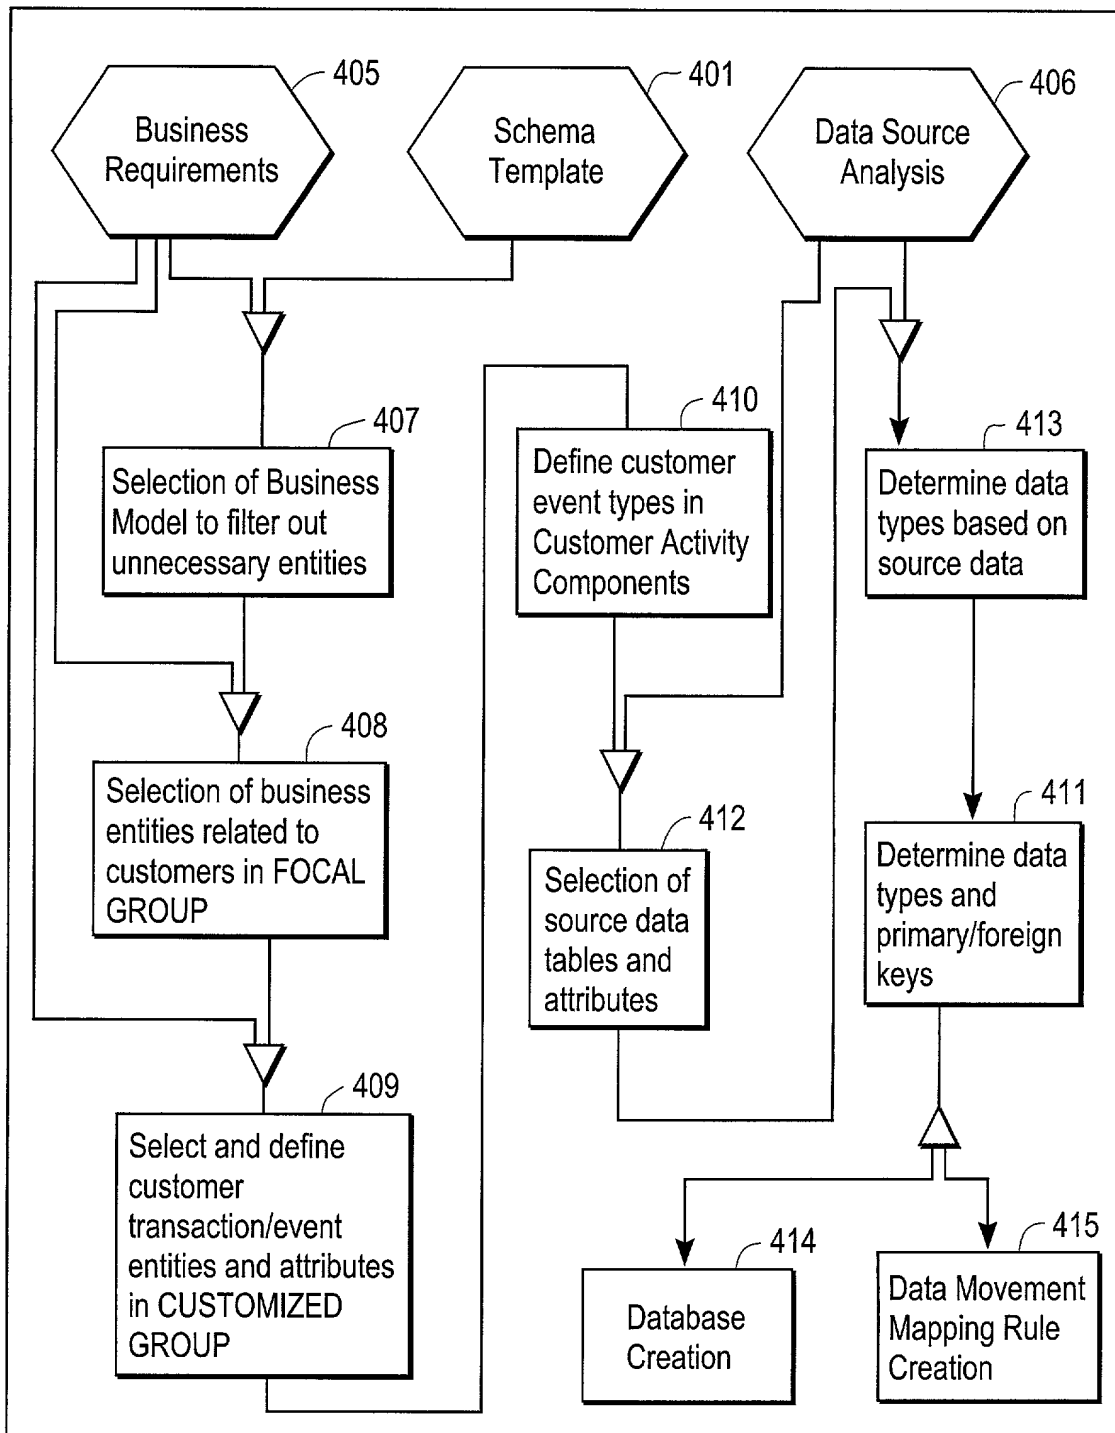 405
Business
Requirements
401
Schema
Template
406
Data Source
Analysis
407
Selection of Business
Model to filter out
unnecessary entities
408
Selection of business
entities related to
customers in FOCAL
GROUP
409
Select and define
customer
transaction/event
entities and attributes
in CUSTOMIZED
GROUP
410
Define customer
event types in
Customer Activity
Components
412
Selection of
source data
tables and
attributes
413
Determine data
types based on
source data
411
Determine data
types and
primary/foreign
keys
414
Database
Creation
415
Data Movement
Mapping Rule
Creation